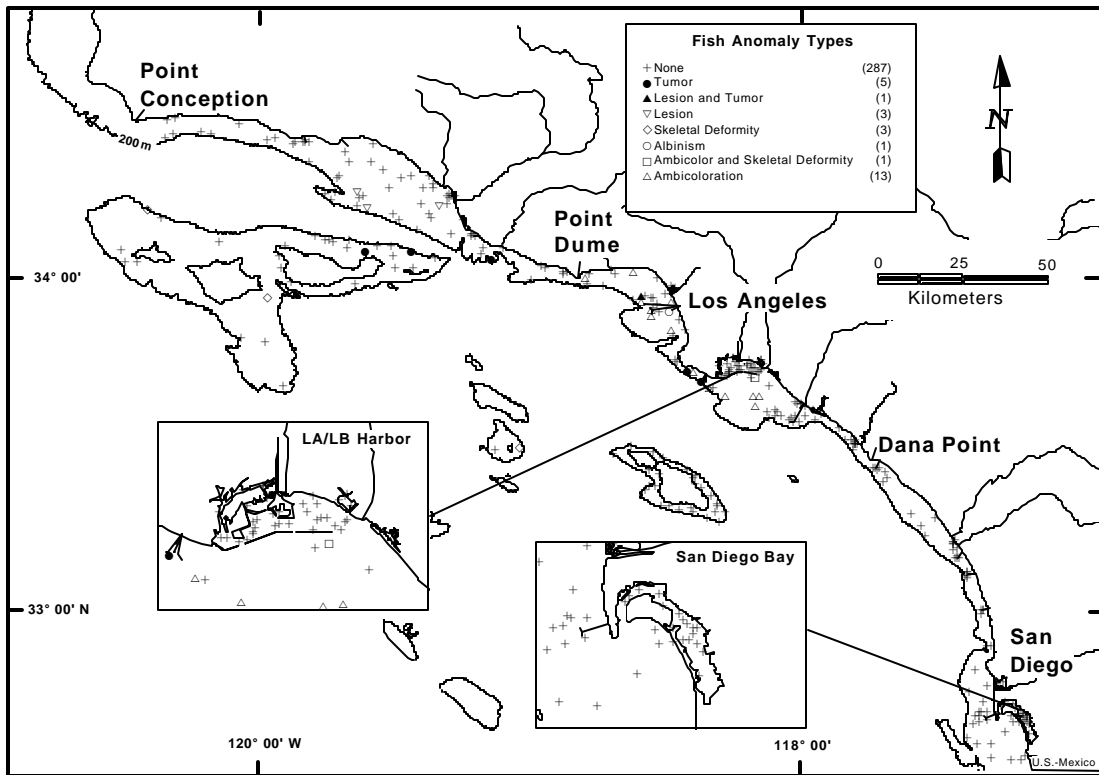 Point
Conception
200 m
Fish Anomaly Types
None (287)
Tumor (5)
Lesion and Tumor (1)
Lesion (3)
Skeletal Deformity (3)
Albinism (1)
Ambicolor and Skeletal Deformity (1)
Ambicoloration (13)
N
Point
Dume
34° 00'
0 25 50
Kilometers
Los Angeles
LA/LB Harbor
Dana Point
San Diego Bay
33° 00' N
San
Diego
120° 00' W
118° 00'
U.S.-Mexico